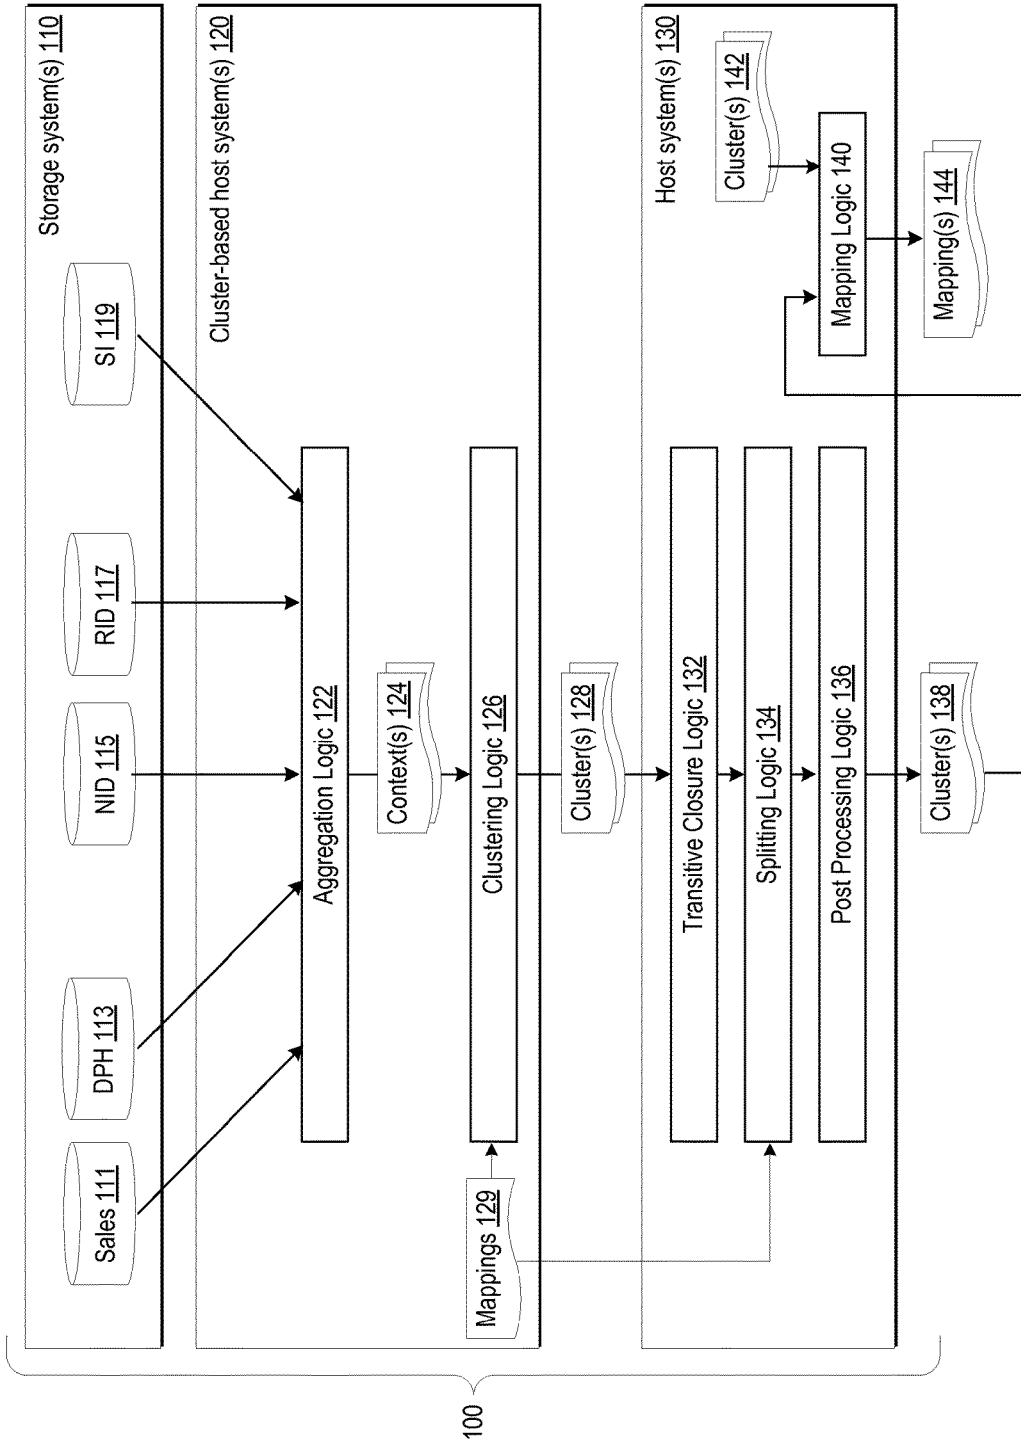 100
Storage system(s) 110
Sales 111
DPH 113
NID 115
RID 117
SI 119
Cluster-based host system(s) 120
Aggregation Logic 122
Context(s) 124
Mappings 129
Clustering Logic 126
Cluster(s) 128
Host system(s) 130
Transitive Closure Logic 132
Splitting Logic 134
Post Processing Logic 136
Cluster(s) 142
Mapping Logic 140
Cluster(s) 138
Mapping(s) 144